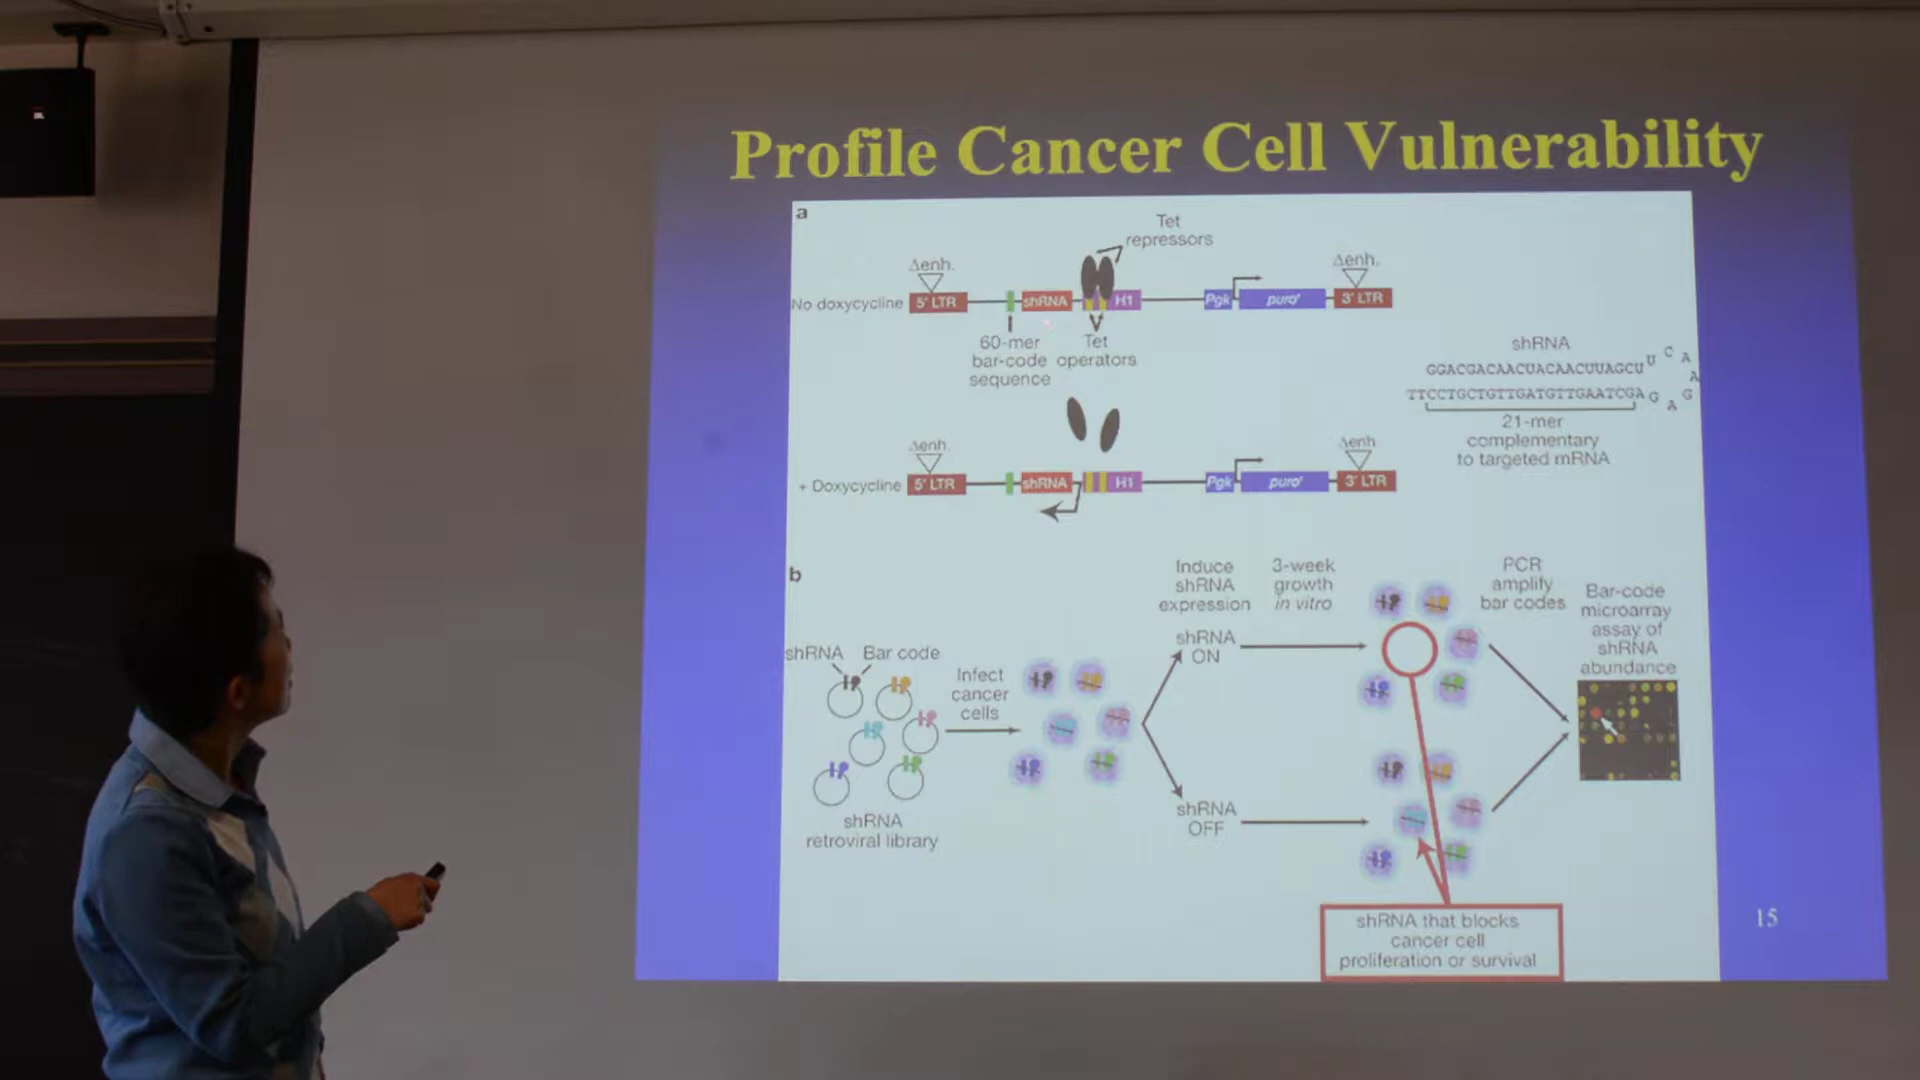 Profile Cancer Cell Vulnerability
a
Tet
repressors
Δenh.
Δenh.
No doxycycline
5' LTR
shRNA
H1
Pgk
puroʳ
3' LTR
60-mer
bar-code
sequence
Tet
operators
shRNA
GGACGACAACUACAACUUAGCU
U C A A G A G
TTCCTGCTGTTGATGTTGAATCGA
21-mer
complementary
to targeted mRNA
Δenh.
Δenh.
+ Doxycycline
5' LTR
shRNA
H1
Pgk
puroʳ
3' LTR
b
shRNA
Bar code
shRNA
retroviral library
Infect
cancer
cells
Induce
shRNA
expression
3-week
growth
in vitro
shRNA
ON
shRNA
OFF
PCR
amplify
bar codes
Bar-code
microarray
assay of
shRNA
abundance
shRNA that blocks
cancer cell
proliferation or survival
15